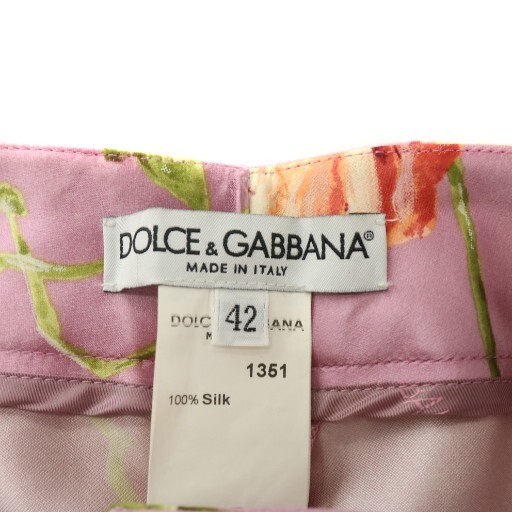 DOLCE & GABBANA®
MADE IN ITALY
42
1351
100% Silk